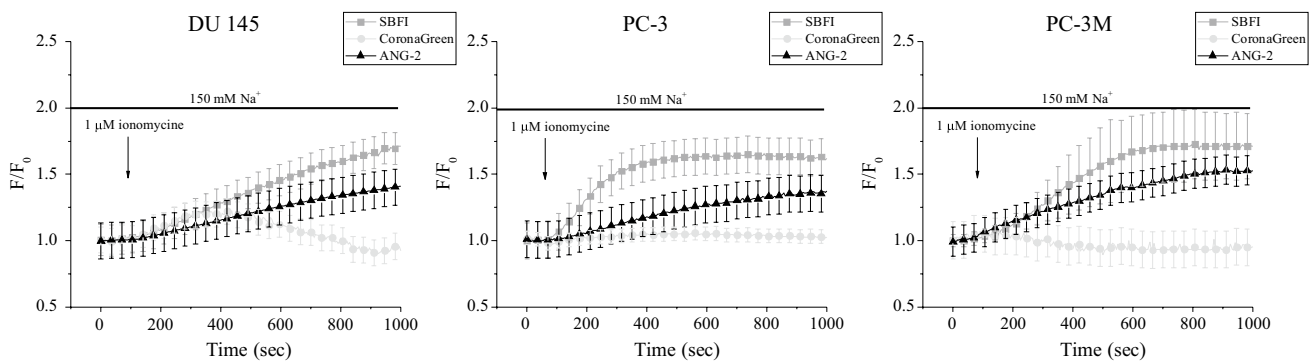 DU 145
SBFI
CoronaGreen
ANG-2
2.5
2.0
1.5
1.0
0.5
F/F₀
150 mM Na⁺
1 µM ionomycine
0 200 400 600 800 1000
Time (sec)
PC-3
SBFI
CoronaGreen
ANG-2
2.5
2.0
1.5
1.0
0.5
F/F₀
150 mM Na⁺
1 µM ionomycine
0 200 400 600 800 1000
Time (sec)
PC-3M
SBFI
CoronaGreen
ANG-2
2.5
2.0
1.5
1.0
0.5
F/F₀
150 mM Na⁺
1 µM ionomycine
0 200 400 600 800 1000
Time (sec)